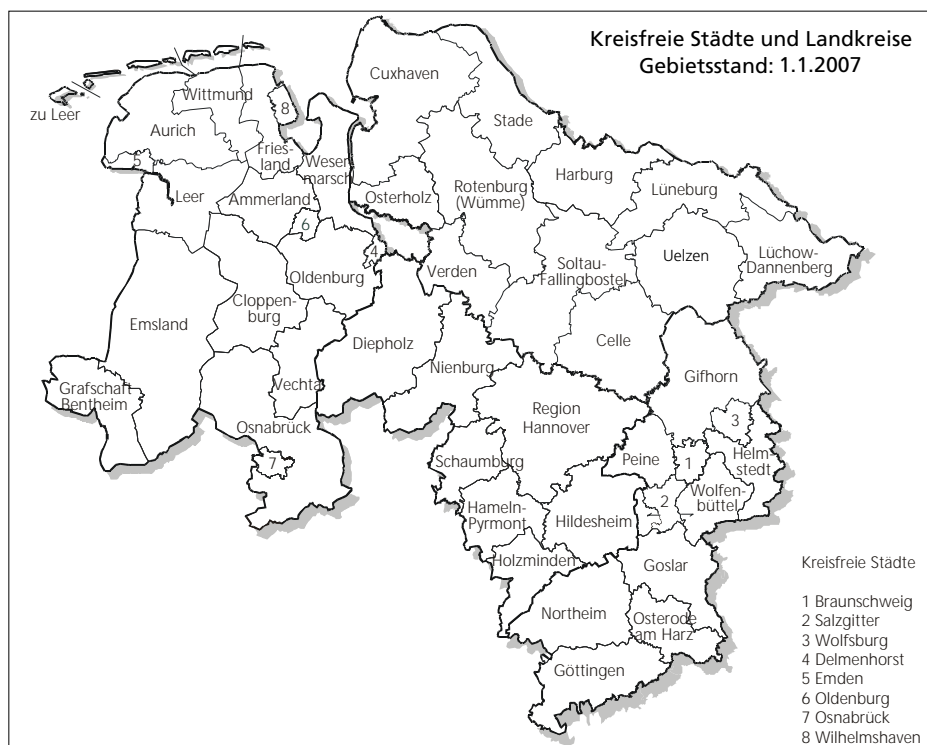 Kreisfreie Städte und Landkreise
Gebietsstand: 1.1.2007
Cuxhaven
Wittmund
zu Leer
8
Stade
Aurich
Fries-
land
Weser
marsch
5
Harburg
Lüneburg
Leer
Ammerland
Osterholz
Rotenburg
(Wümme)
6
4
Oldenburg
Verden
Soltau-
Fallingbostel
Uelzen
Lüchow-
Dannenberg
Cloppen-
burg
Emsland
Diepholz
Celle
Nienburg
Gifhorn
Grafschaft
Bentheim
Vechta
Region
Hannover
3
Osnabrück
7
Schaumburg
Peine
1
Helm-
stedt
2
Wolfen-
büttel
Hameln-
Pyrmont
Hildesheim
Holzminden
Goslar
Northeim
Osterode
am Harz
Göttingen
Kreisfreie Städte
1 Braunschweig
2 Salzgitter
3 Wolfsburg
4 Delmenhorst
5 Emden
6 Oldenburg
7 Osnabrück
8 Wilhelmshaven